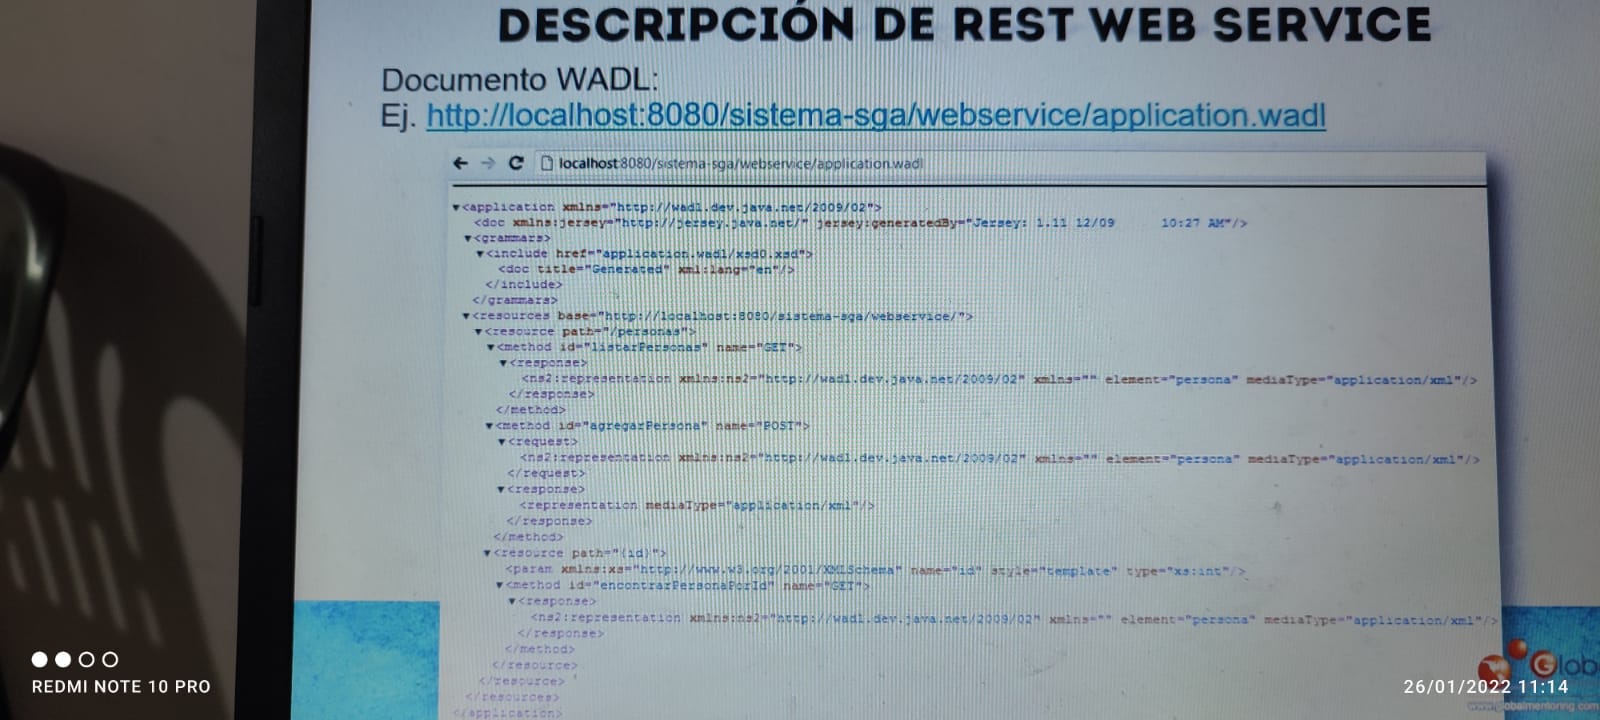 DESCRIPCIÓN DE REST WEB SERVICE
Documento WADL:
Ej. http://localhost:8080/sistema-sga/webservice/application.wadl
localhost:8080/sistema-sga/webservice/application.wadl
▼<application xmlns="http://wadl.dev.java.net/2009/02">
<doc xmlns:jersey="http://jersey.java.net/" jersey:generatedBy="Jersey: 1.11 12/09 10:27 AM"/>
▼<grammars>
▼<include href="application.wadl/xsd0.xsd">
<doc title="Generated" xml:lang="en"/>
</include>
</grammars>
▼<resources base="http://localhost:8080/sistema-sga/webservice/">
▼<resource path="/personas">
▼<method id="listarPersonas" name="GET">
▼<response>
<ns2:representation xmlns:ns2="http://wadl.dev.java.net/2009/02" xmlns="" element="persona" mediaType="application/xml"/>
</response>
</method>
▼<method id="agregarPersona" name="POST">
▼<request>
<ns2:representation xmlns:ns2="http://wadl.dev.java.net/2009/02" xmlns="" element="persona" mediaType="application/xml"/>
</request>
▼<response>
<representation mediaType="application/xml"/>
</response>
</method>
▼<resource path="{id}">
<param xmlns:xs="http://www.w3.org/2001/XMLSchema" name="id" style="template" type="xs:int"/>
▼<method id="encontrarPersonaPorId" name="GET">
▼<response>
<ns2:representation xmlns:ns2="http://wadl.dev.java.net/2009/02" xmlns="" element="persona" mediaType="application/xml"/>
</response>
</method>
</resource>
</resource>
</resources>
</application>
Glob
www.globalmentoring.com
REDMI NOTE 10 PRO
26/01/2022 11:14